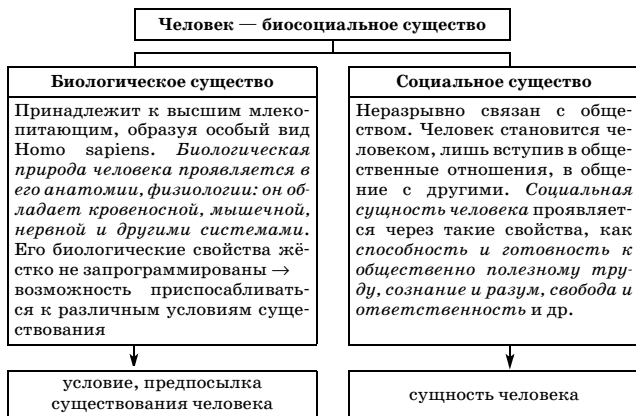 Человек — биосоциальное существо
Биологическое существо
Принадлежит к высшим млеко-
питающим, образуя особый вид
Homo sapiens. Биологическая
природа человека проявляется в
его анатомии, физиологии: он об-
ладает кровеносной, мышечной,
нервной и другими системами.
Его биологические свойства жё-
стко не запрограммированы →
возможность приспосабливать-
ся к различным условиям суще-
ствования
условие, предпосылка
существования человека
Социальное существо
Неразрывно связан с обще-
ством. Человек становится че-
ловеком, лишь вступив в обще-
ственные отношения, в обще-
ние с другими. Социальная
сущность человека проявляет-
ся через такие свойства, как
способность и готовность к
общественно полезному тру-
ду, сознание и разум, свобода и
ответственность и др.
сущность человека